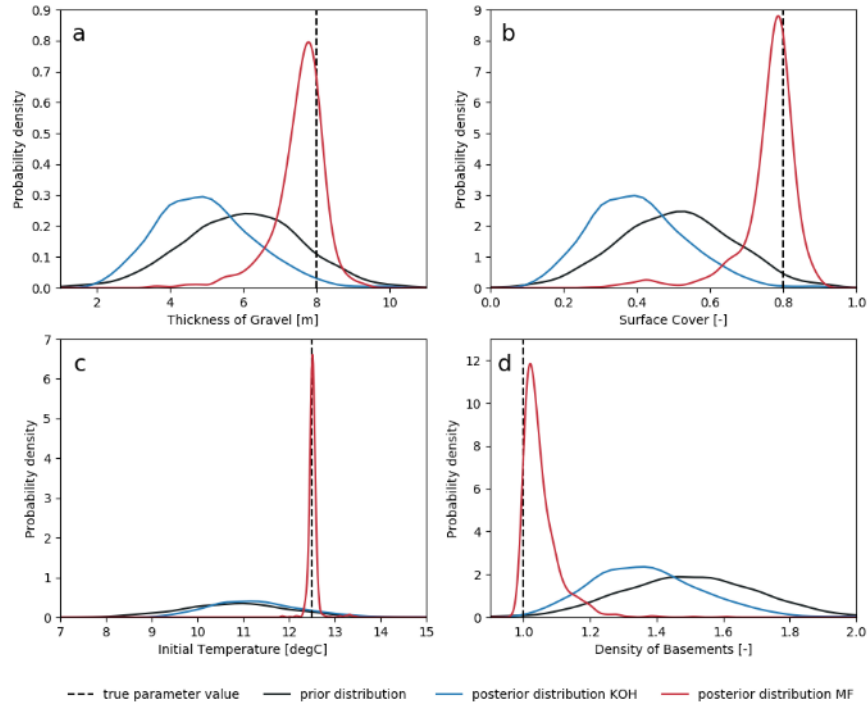 a
0.9
0.8
0.7
0.6
0.5
0.4
0.3
0.2
0.1
0.0
Probability density
2 4 6 8 10
Thickness of Gravel [m]
b
9
8
7
6
5
4
3
2
1
0
Probability density
0.0 0.2 0.4 0.6 0.8 1.0
Surface Cover [-]
c
7
6
5
4
3
2
1
0
Probability density
7 8 9 10 11 12 13 14 15
Initial Temperature [degC]
d
12
10
8
6
4
2
0
Probability density
1.0 1.2 1.4 1.6 1.8 2.0
Density of Basements [-]
true parameter value prior distribution posterior distribution KOH posterior distribution MF